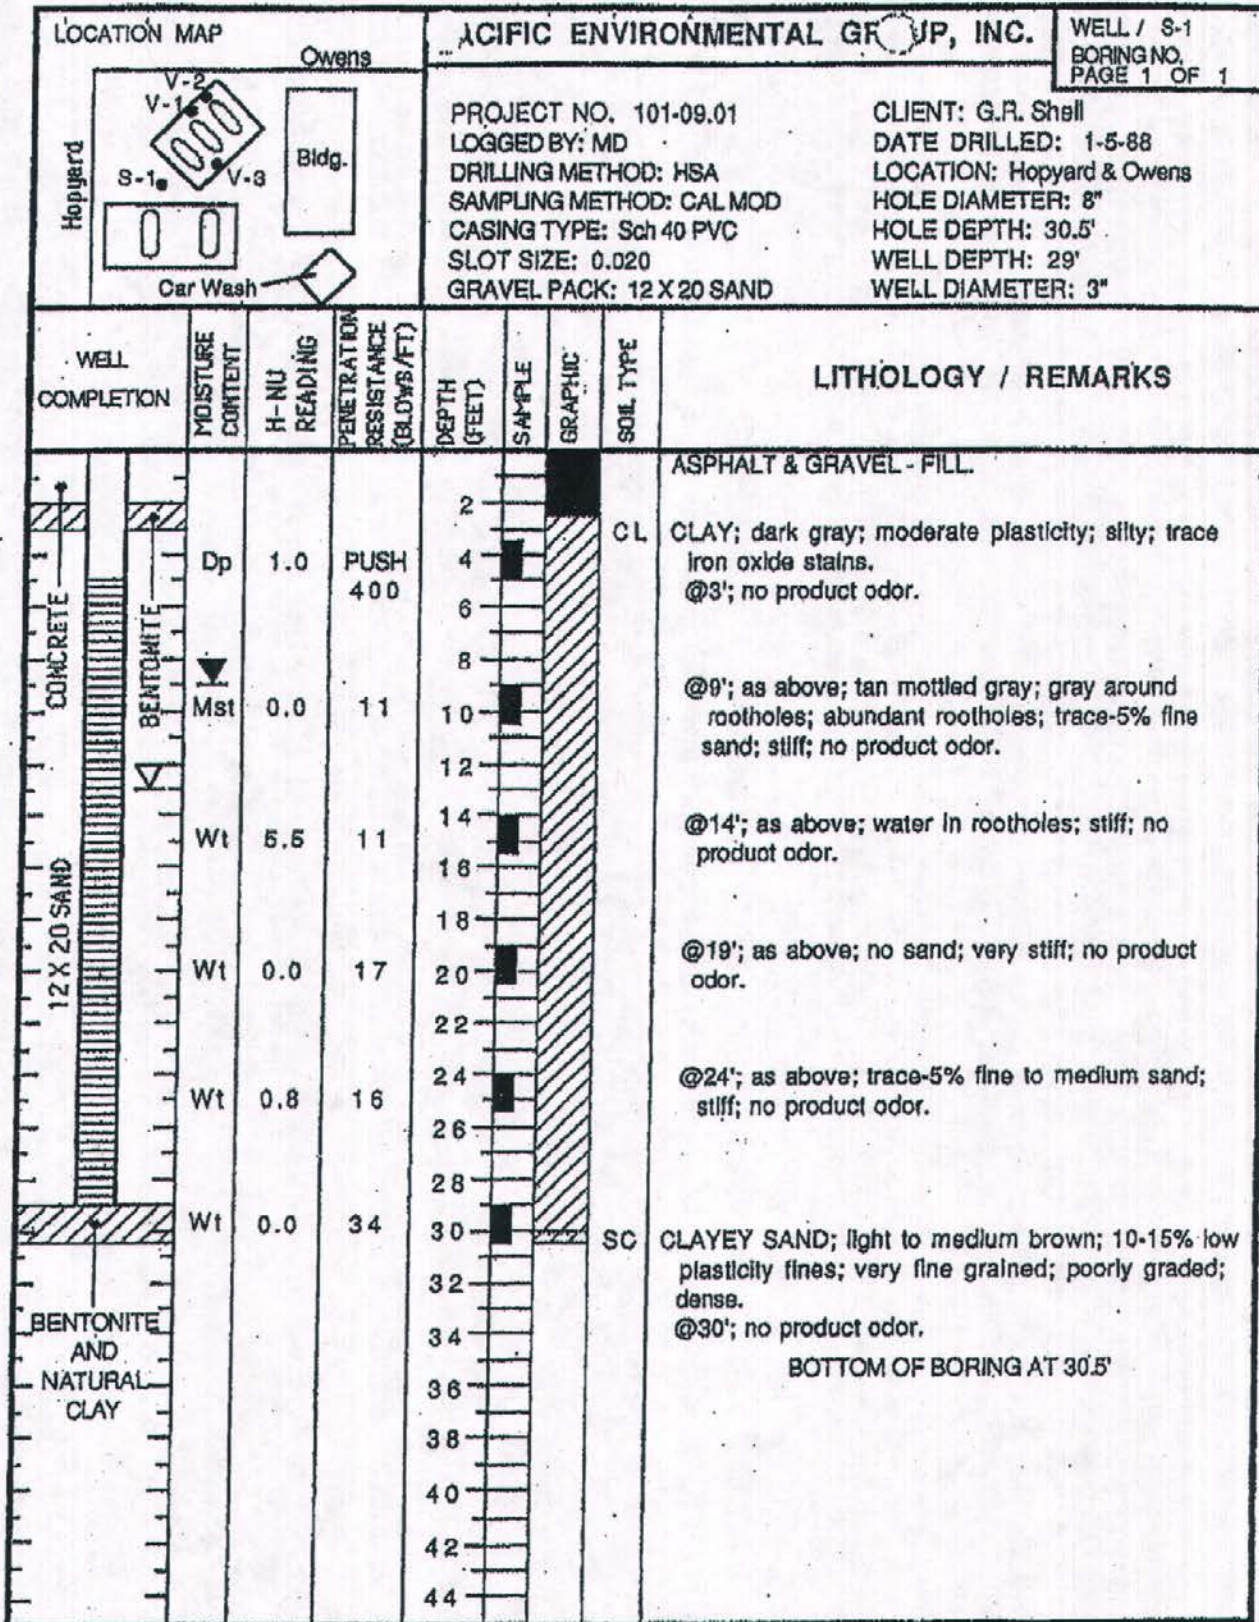 LOCATION MAP
Owens
V-2
V-1
Hopyard
Bldg.
S-1
V-3
Car Wash
ACIFIC ENVIRONMENTAL GR UP, INC.
WELL / S-1
BORING NO.
PAGE 1 OF 1
PROJECT NO. 101-09.01
LOGGED BY: MD
DRILLING METHOD: HSA
SAMPLING METHOD: CAL MOD
CASING TYPE: Sch 40 PVC
SLOT SIZE: 0.020
GRAVEL PACK: 12 X 20 SAND
CLIENT: G.R. Shell
DATE DRILLED: 1-5-88
LOCATION: Hopyard & Owens
HOLE DIAMETER: 8"
HOLE DEPTH: 30.5'
WELL DEPTH: 29'
WELL DIAMETER: 3"
WELL
COMPLETION
MOISTURE
CONTENT
H-NU
READING
PENETRATION
RESISTANCE
(BLOWS/FT)
DEPTH
(FEET)
SAMPLE
GRAPHIC
SOIL TYPE
LITHOLOGY / REMARKS
ASPHALT & GRAVEL - FILL.
2
CL CLAY; dark gray; moderate plasticity; silty; trace
iron oxide stains.
@3'; no product odor.
Dp 1.0 PUSH 4
400
6
8
CONCRETE
BENTONITE
@9'; as above; tan mottled gray; gray around
rootholes; abundant rootholes; trace-5% fine
sand; stiff; no product odor.
Mst 0.0 11 10
12
14
@14'; as above; water in rootholes; stiff; no
product odor.
Wt 5.5 11
16
18
12 X 20 SAND
@19'; as above; no sand; very stiff; no product
odor.
Wt 0.0 17 20
22
24
@24'; as above; trace-5% fine to medium sand;
stiff; no product odor.
Wt 0.8 16
26
28
Wt 0.0 34 30
SC CLAYEY SAND; light to medium brown; 10-15% low
plasticity fines; very fine grained; poorly graded;
dense.
@30'; no product odor.
32
BENTONITE
AND
NATURAL
CLAY
34
BOTTOM OF BORING AT 30.5'
36
38
40
42
44